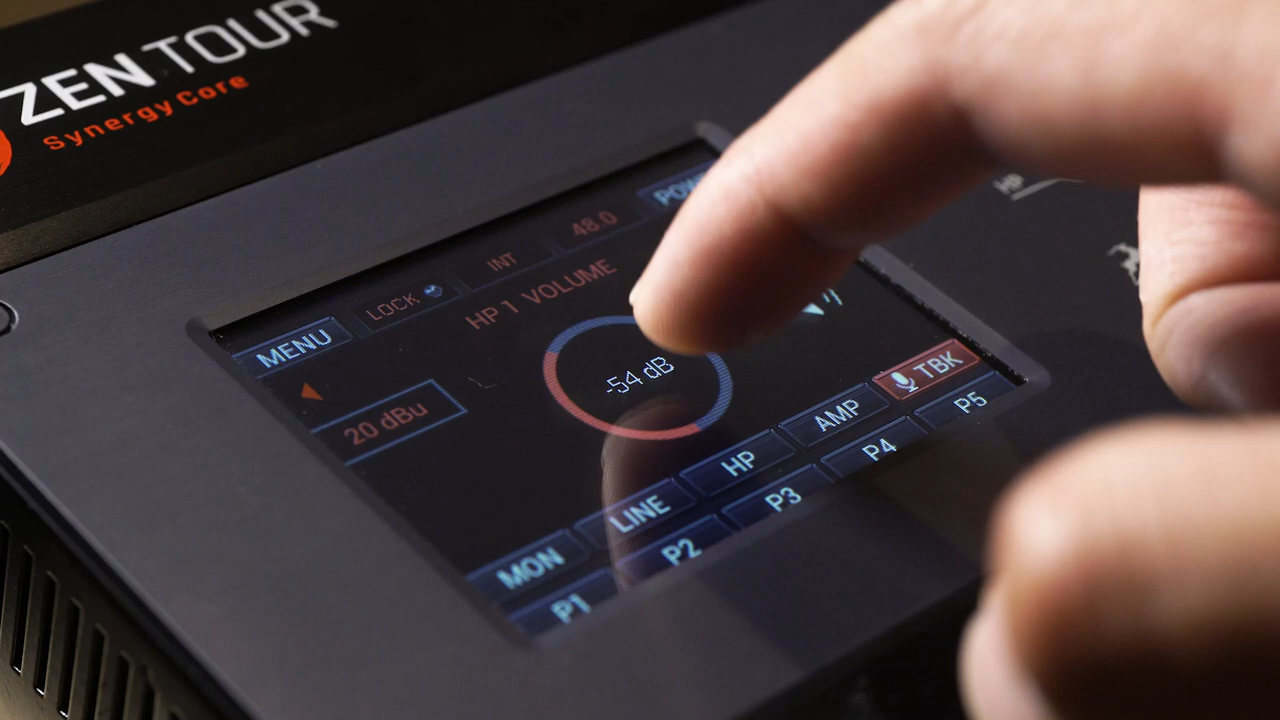 ZEN TOUR
Synergy Core
MENU
LOCK
INT
48.0
HP
HP 1 VOLUME
20 dBu
-54 dB
MON
LINE
HP
AMP
TBK
P1
P2
P3
P4
P5